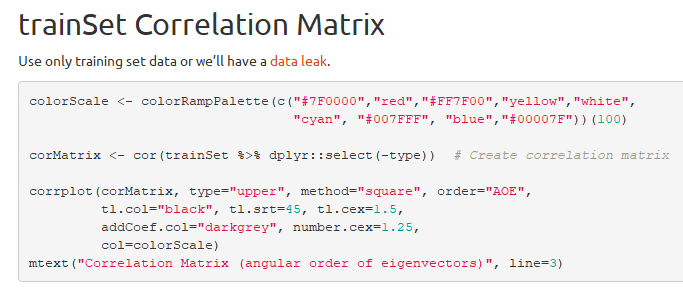 trainSet Correlation Matrix
Use only training set data or we'll have a data leak.
colorScale <- colorRampPalette(c("#7F0000","red","#FF7F00","yellow","white",
"cyan", "#007FFF", "blue","#00007F"))(100)
corMatrix <- cor(trainSet %>% dplyr::select(-type))  # Create correlation matrix
corrplot(corMatrix, type="upper", method="square", order="AOE",
tl.col="black", tl.srt=45, tl.cex=1.5,
addCoef.col="darkgrey", number.cex=1.25,
col=colorScale)
mtext("Correlation Matrix (angular order of eigenvectors)", line=3)